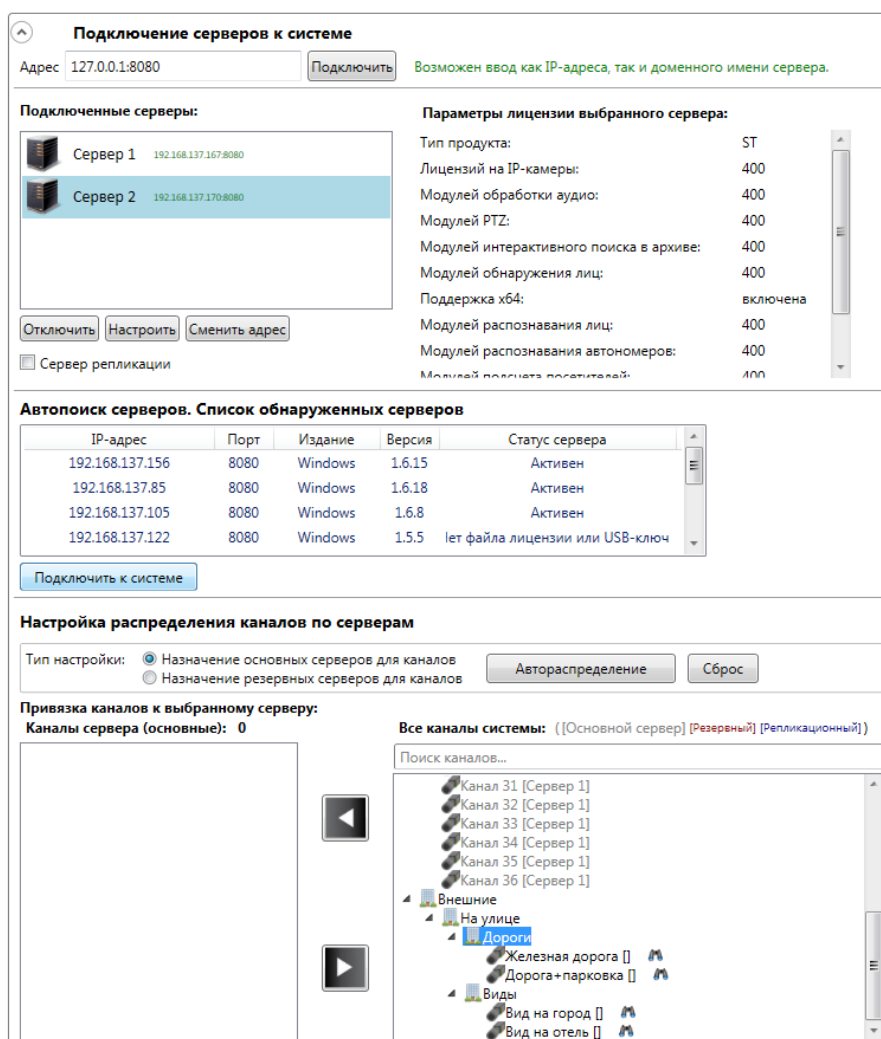 Подключение серверов к системе
Адрес 127.0.0.1:8080 Подключить Возможен ввод как IP-адреса, так и доменного имени сервера.
Подключенные серверы:
Сервер 1 192.168.137.167:8080
Сервер 2 192.168.137.170:8080
Отключить Настроить Сменить адрес
Сервер репликации
Параметры лицензии выбранного сервера:
Тип продукта: ST
Лицензий на IP-камеры: 400
Модулей обработки аудио: 400
Модулей PTZ: 400
Модулей интерактивного поиска в архиве: 400
Модулей обнаружения лиц: 400
Поддержка x64: включена
Модулей распознавания лиц: 400
Модулей распознавания автономеров: 400
Модулей подсчета посетителей: 400
Автопоиск серверов. Список обнаруженных серверов
IP-адрес Порт Издание Версия Статус сервера
192.168.137.156 8080 Windows 1.6.15 Активен
192.168.137.85 8080 Windows 1.6.18 Активен
192.168.137.105 8080 Windows 1.6.8 Активен
192.168.137.122 8080 Windows 1.5.5 файла лицензии или USB-ключ
Подключить к системе
Настройка распределения каналов по серверам
Тип настройки: Назначение основных серверов для каналов
Назначение резервных серверов для каналов
Автораспределение Сброс
Привязка каналов к выбранному серверу:
Каналы сервера (основные): 0
Все каналы системы: ([Основной сервер] [Резервный] [Репликационный])
Поиск каналов...
Канал 31 [Сервер 1]
Канал 32 [Сервер 1]
Канал 33 [Сервер 1]
Канал 34 [Сервер 1]
Канал 35 [Сервер 1]
Канал 36 [Сервер 1]
Внешние
На улице
Дороги
Железная дорога []
Дорога+парковка []
Виды
Вид на город []
Вид на отель []